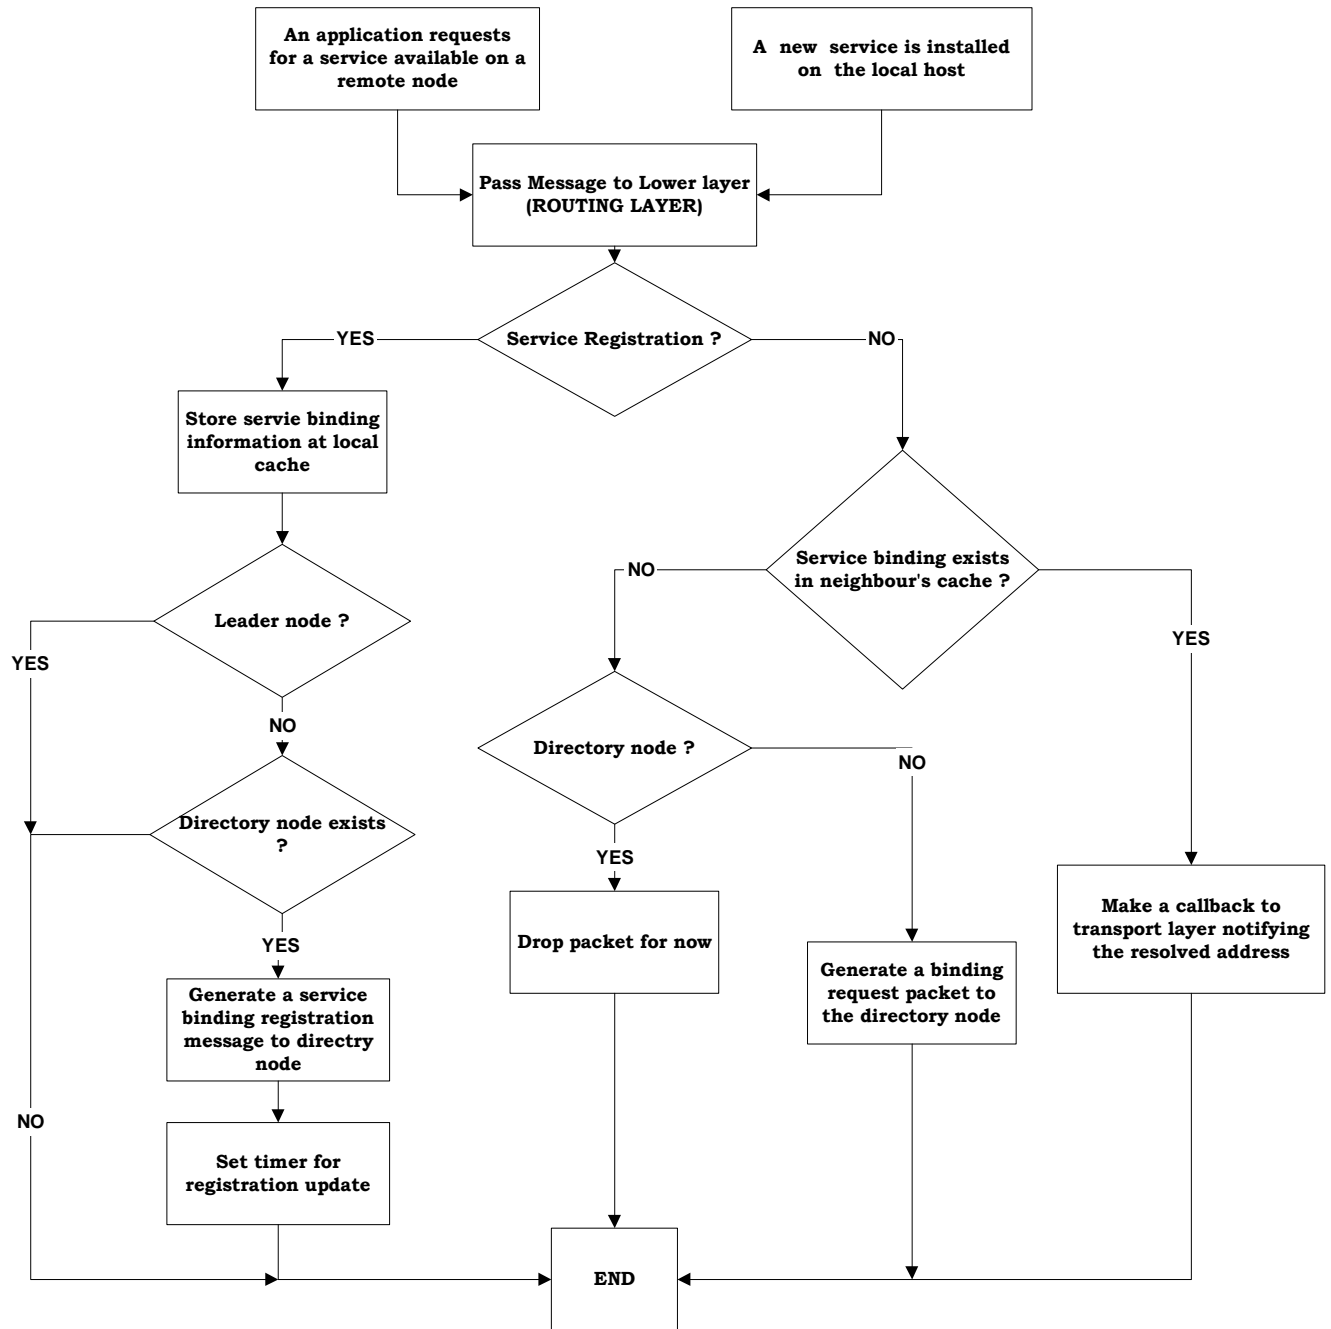 An application requests
for a service available on a
remote node
A new service is installed
on the local host
Pass Message to Lower layer
(ROUTING LAYER)
Service Registration ?
YES
NO
Store servie binding
information at local
cache
Service binding exists
in neighbour's cache ?
NO
YES
Leader node ?
YES
NO
Directory node ?
NO
YES
Directory node exists
?
YES
NO
Drop packet for now
Generate a binding
request packet to
the directory node
Make a callback to
transport layer notifying
the resolved address
Generate a service
binding registration
message to directry
node
Set timer for
registration update
END